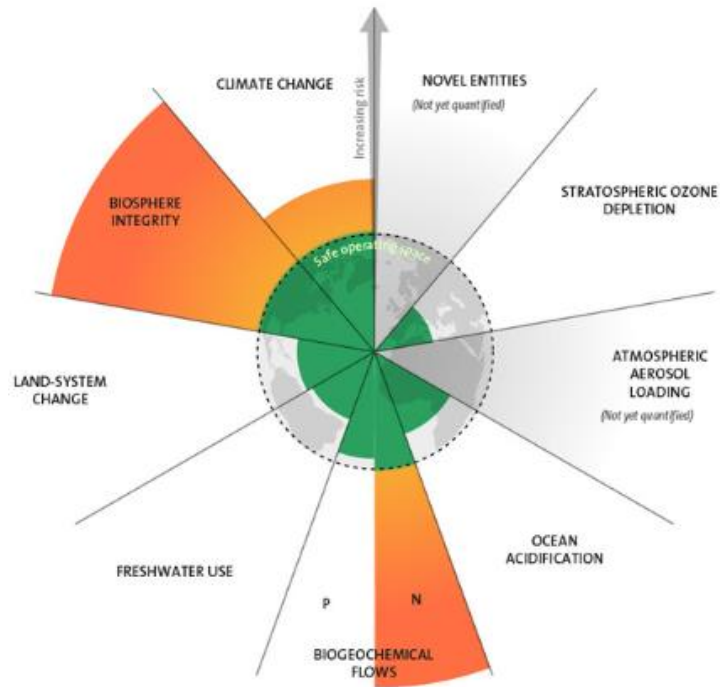 CLIMATE CHANGE
Increasing risk
NOVEL ENTITIES
(Not yet quantified)
STRATOSPHERIC OZONE
DEPLETION
BIOSPHERE
INTEGRITY
Safe operating space
LAND-SYSTEM
CHANGE
ATMOSPHERIC
AEROSOL
LOADING
(Not yet quantified)
FRESHWATER USE
OCEAN
ACIDIFICATION
P
N
BIOGEOCHEMICAL
FLOWS